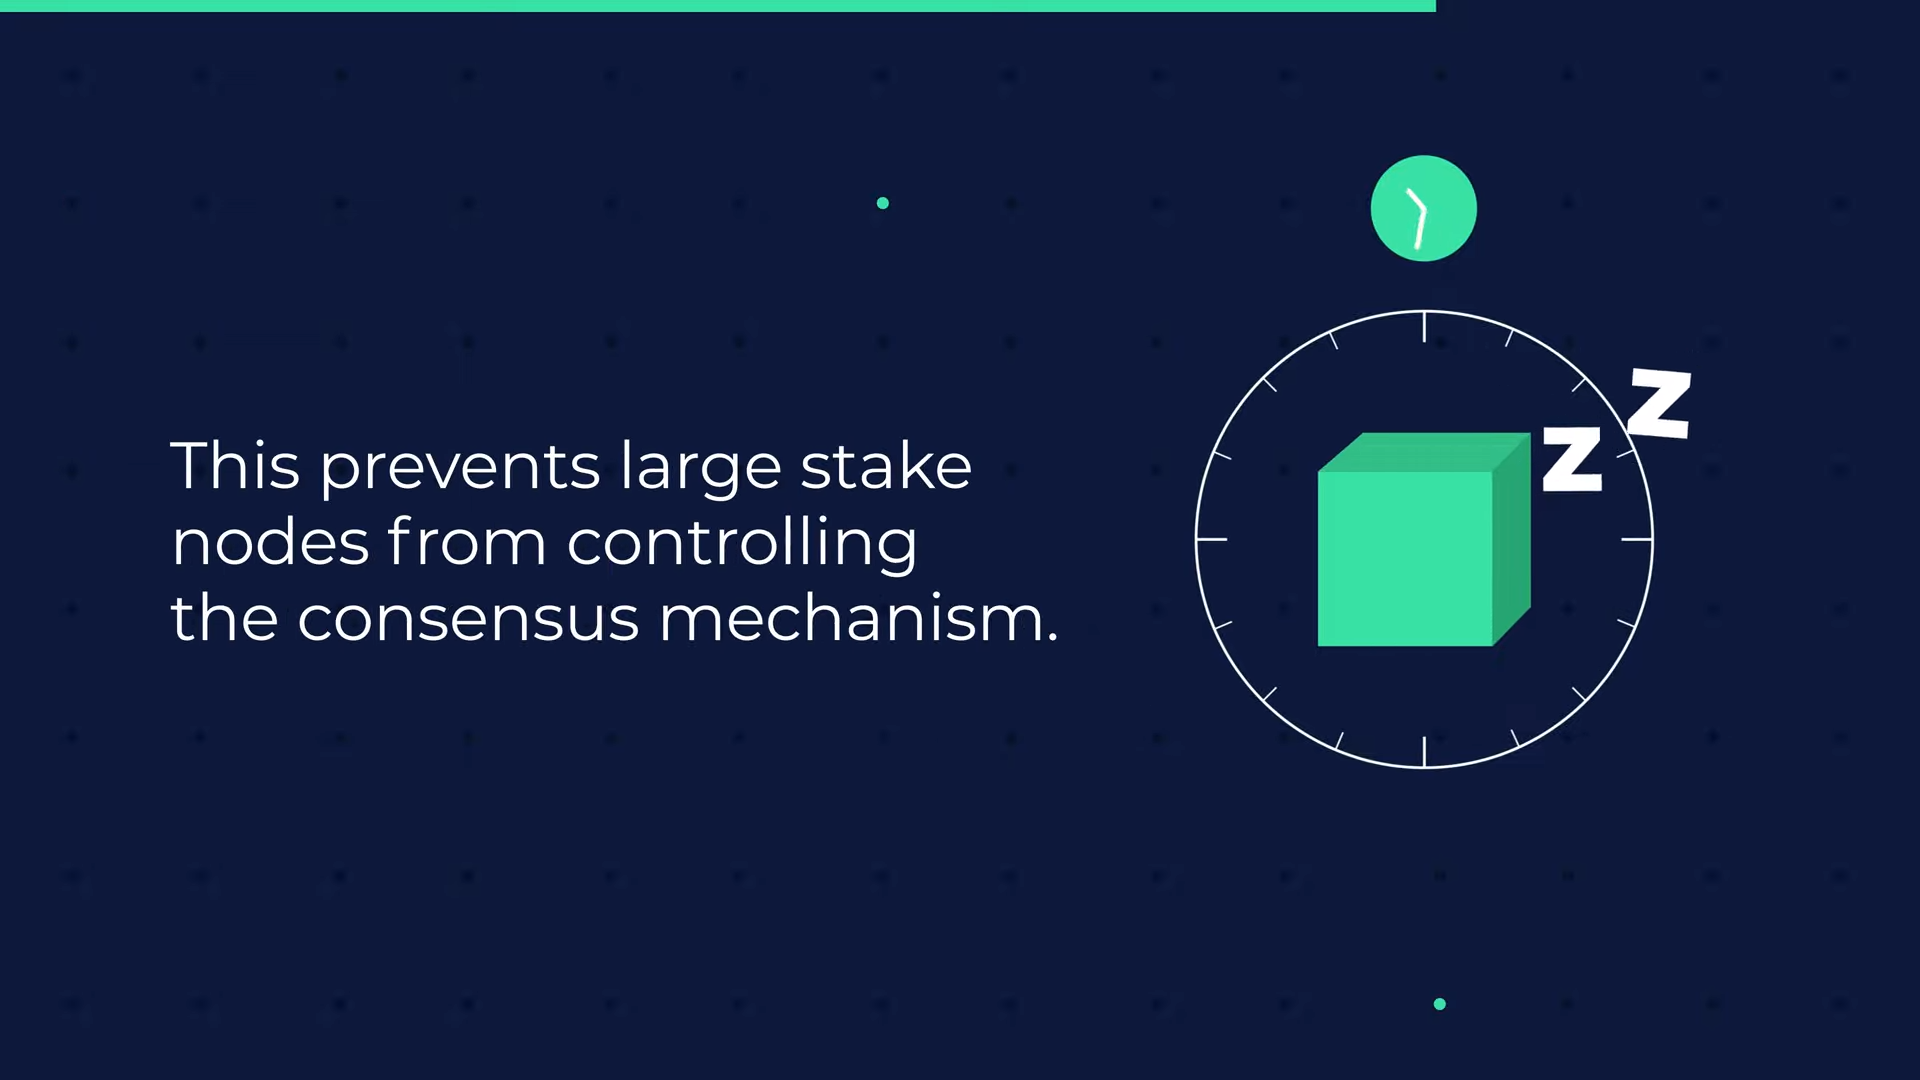 This prevents large stake
nodes from controlling
the consensus mechanism.
z
z